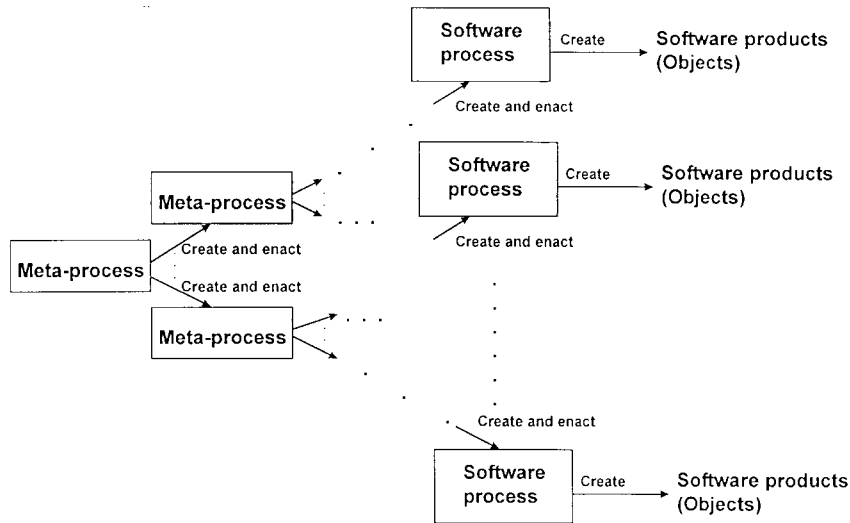 Software
process
Create
Software products
(Objects)
Create and enact
Software
process
Create
Software products
(Objects)
Create and enact
Meta-process
Create and enact
Meta-process
Create and enact
Meta-process
Create and enact
Software
process
Create
Software products
(Objects)